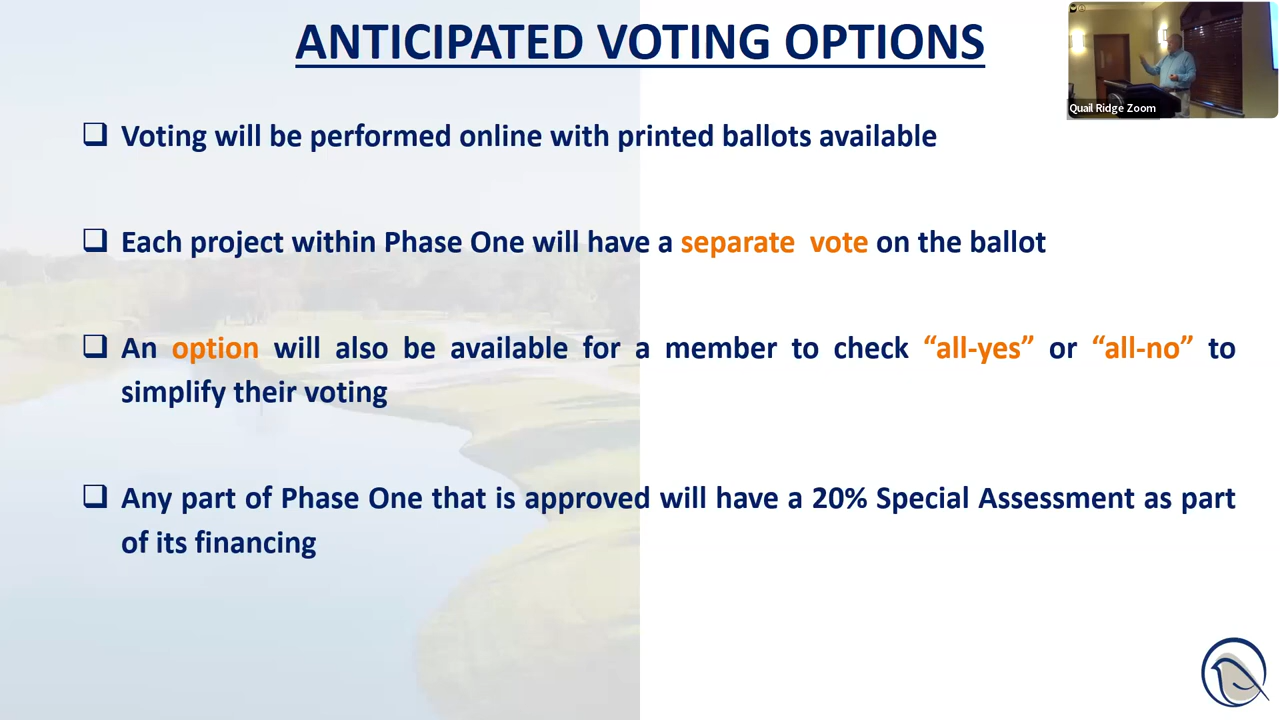 ANTICIPATED VOTING OPTIONS
Quail Ridge Zoom
Voting will be performed online with printed ballots available
Each project within Phase One will have a separate vote on the ballot
An option will also be available for a member to check “all-yes” or “all-no” to
simplify their voting
Any part of Phase One that is approved will have a 20% Special Assessment as part
of its financing